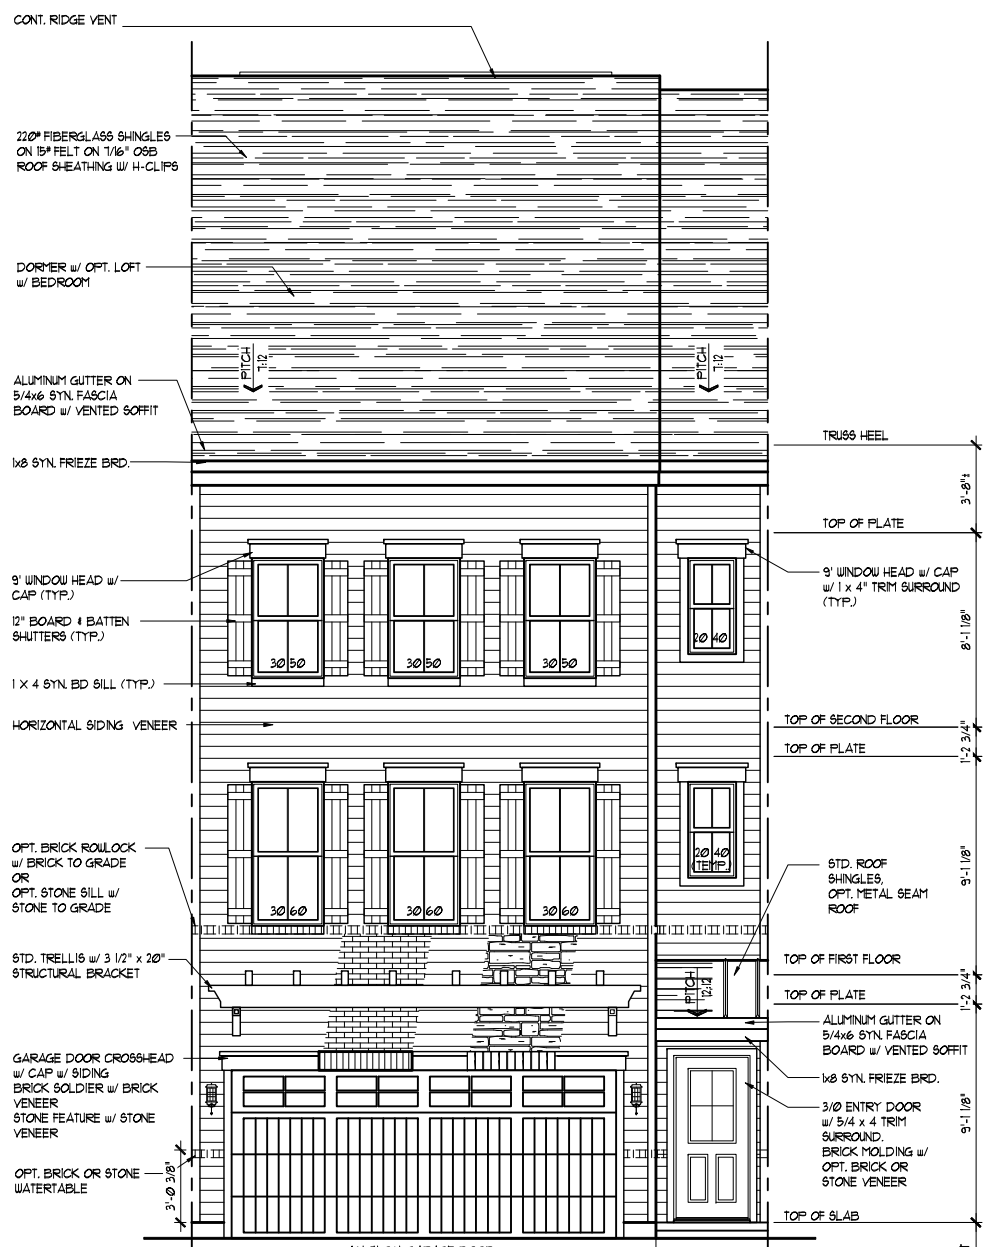 CONT. RIDGE VENT
220# FIBERGLASS SHINGLES
ON 15# FELT ON 7/16" OSB
ROOF SHEATHING W/ H-CLIPS
DORMER w/ OPT. LOFT
w/ BEDROOM
PITCH
7:12
PITCH
7:12
ALUMINUM GUTTER ON
5/4x6 SYN. FASCIA
BOARD w/ VENTED SOFFIT
1x8 SYN. FRIEZE BRD.
TRUSS HEEL
3'-8"±
TOP OF PLATE
9' WINDOW HEAD w/
CAP (TYP.)
12" BOARD & BATTEN
SHUTTERS (TYP.)
1 X 4 SYN. BD SILL (TYP.)
HORIZONTAL SIDING VENEER
30 50
30 50
30 50
20 40
9' WINDOW HEAD w/ CAP
w/ 1 x 4" TRIM SURROUND
(TYP.)
8'-1 1/8"
TOP OF SECOND FLOOR
1'-2 3/4"
TOP OF PLATE
OPT. BRICK ROWLOCK
w/ BRICK TO GRADE
OR
OPT. STONE SILL w/
STONE TO GRADE
30 60
30 60
30 60
20 40
(TEMP.)
STD. ROOF
SHINGLES,
OPT. METAL SEAM
ROOF
9'-1 1/8"
STD. TRELLIS w/ 3 1/2" x 20"
STRUCTURAL BRACKET
TOP OF FIRST FLOOR
1'-2 3/4"
TOP OF PLATE
PITCH
12:12
ALUMINUM GUTTER ON
5/4x6 SYN. FASCIA
BOARD w/ VENTED SOFFIT
1x8 SYN. FRIEZE BRD.
GARAGE DOOR CROSSHEAD
w/ CAP w/ SIDING
BRICK SOLDIER w/ BRICK
VENEER
STONE FEATURE w/ STONE
VENEER
3/0 ENTRY DOOR
w/ 5/4 x 4 TRIM
SURROUND.
BRICK MOLDING w/
OPT. BRICK OR
STONE VENEER
9'-1 1/8"
OPT. BRICK OR STONE
WATERTABLE
3'-0 3/8"
TOP OF SLAB